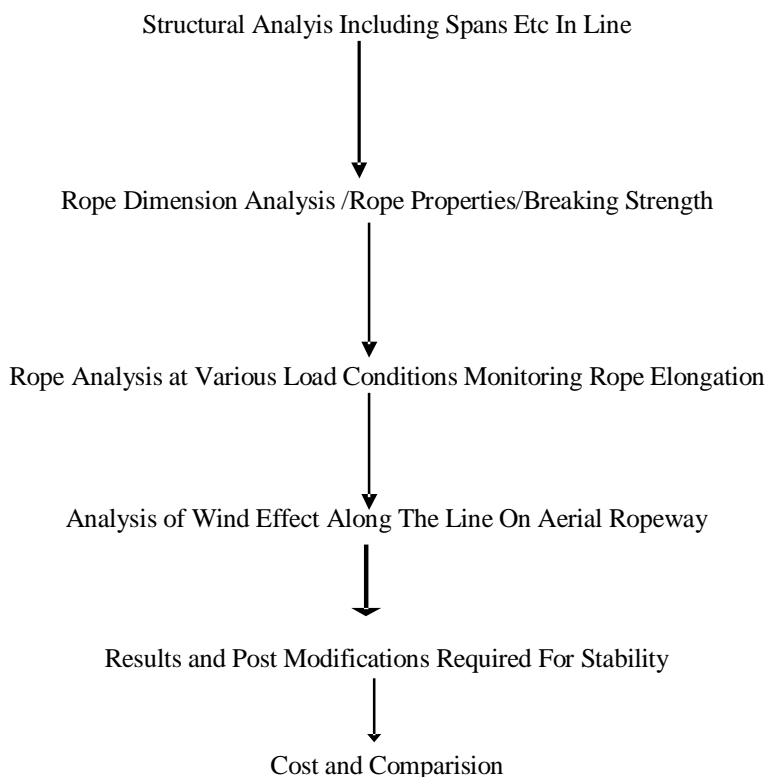 Structural Analyis Including Spans Etc In Line
Rope Dimension Analysis /Rope Properties/Breaking Strength
Rope Analysis at Various Load Conditions Monitoring Rope Elongation
Analysis of Wind Effect Along The Line On Aerial Ropeway
Results and Post Modifications Required For Stability
Cost and Comparision